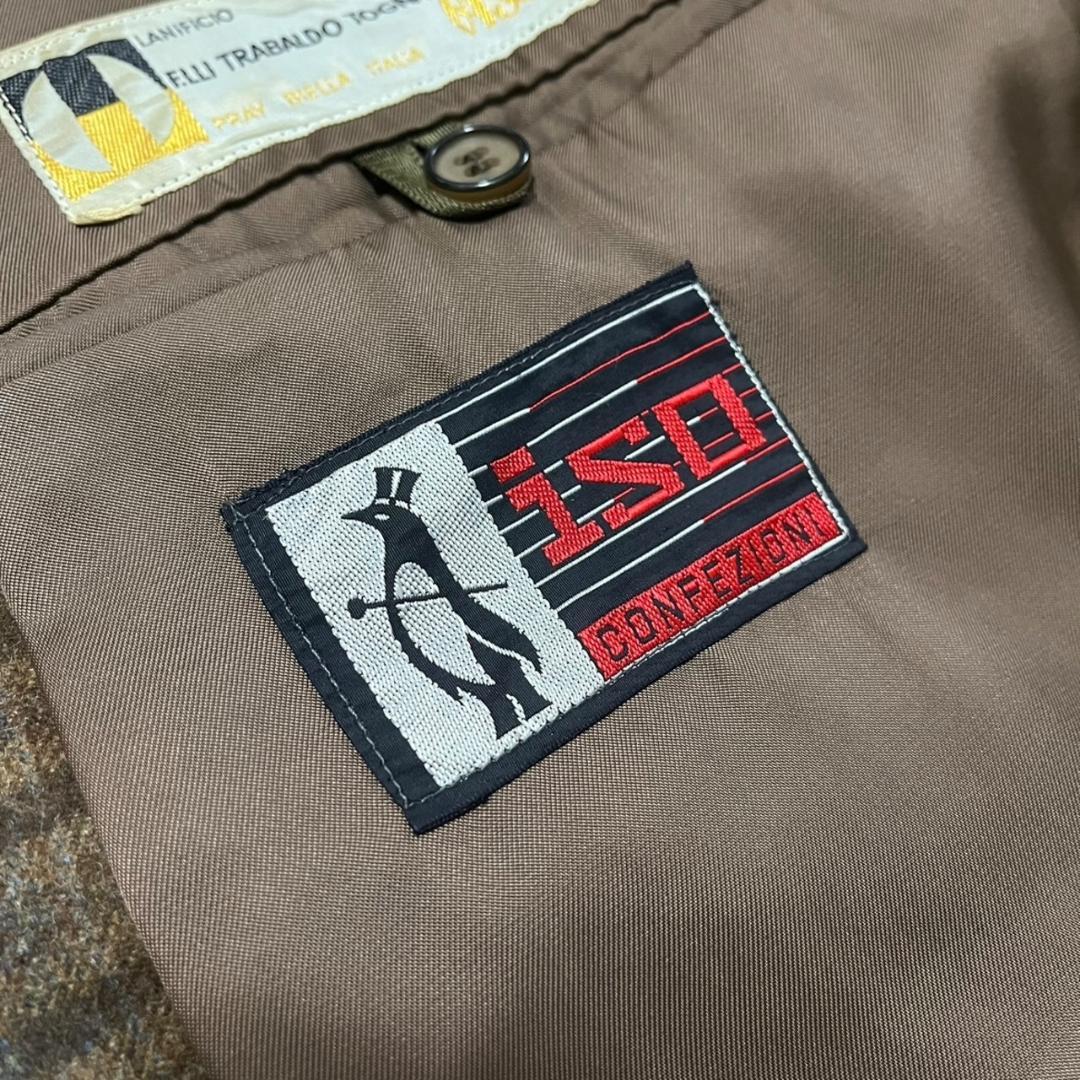 LANIFICIO
F.LLI TRABALDO TOGNA
PRAY BIELLA ITALIA
iso
CONFEZIONI